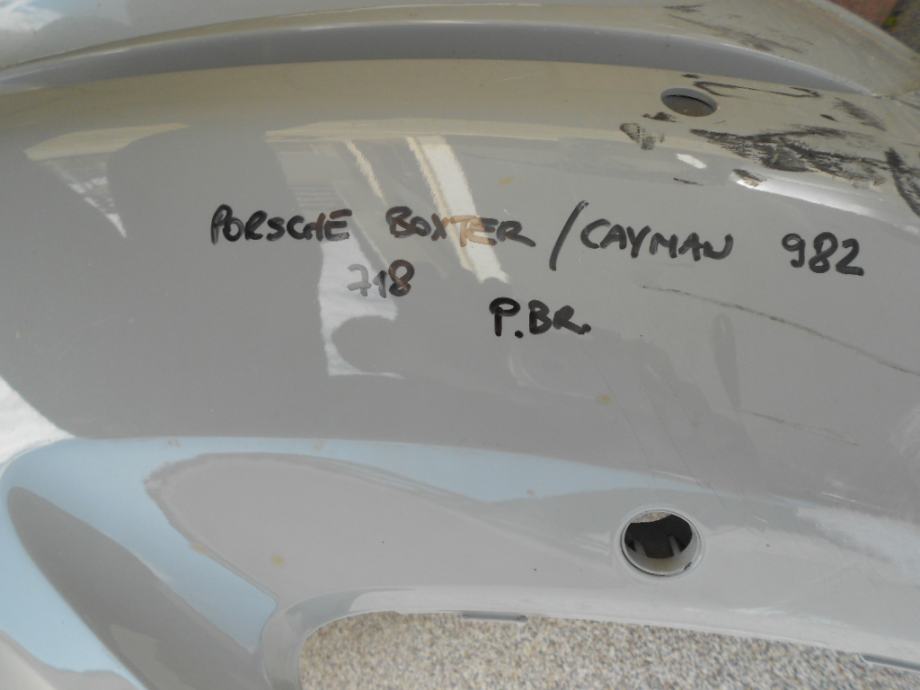 PORSCHE BOXTER / CAYMAN 982
718
P.BR.